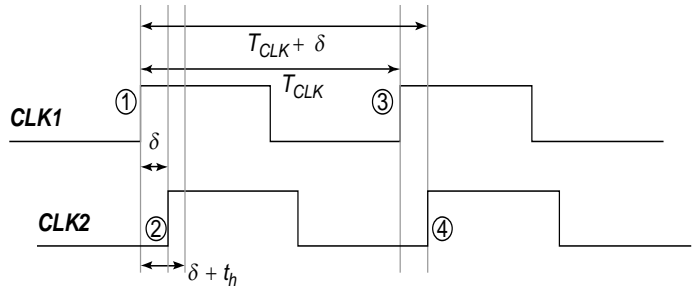 T_CLK + δ
T_CLK
① ③
CLK1
δ
CLK2 ② ④
δ + t_h